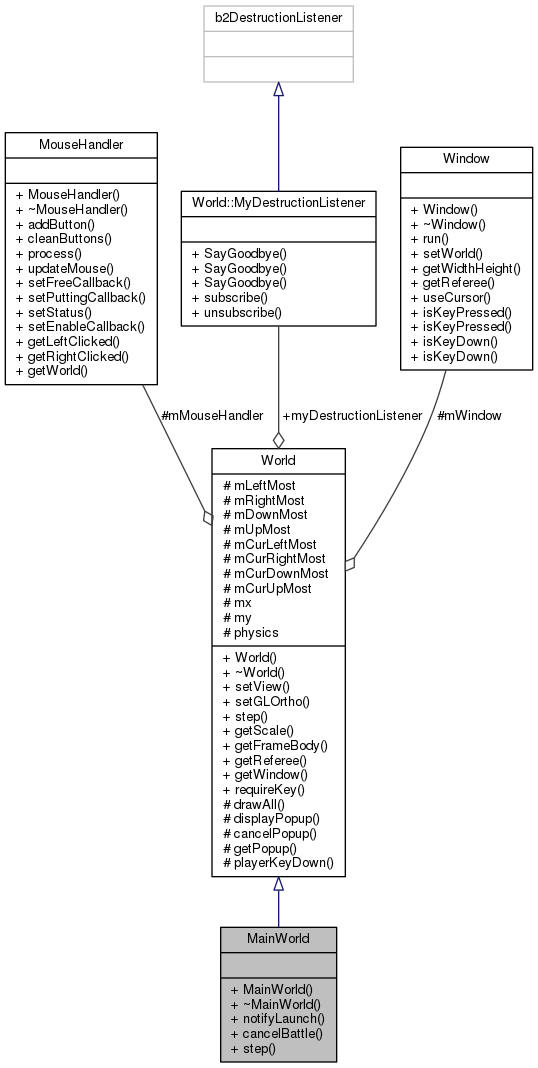 b2DestructionListener
MouseHandler
+ MouseHandler()
+ ~MouseHandler()
+ addButton()
+ cleanButtons()
+ process()
+ updateMouse()
+ setFreeCallback()
+ setPuttingCallback()
+ setStatus()
+ setEnableCallback()
+ getLeftClicked()
+ getRightClicked()
+ getWorld()
World::MyDestructionListener
+ SayGoodbye()
+ SayGoodbye()
+ SayGoodbye()
+ subscribe()
+ unsubscribe()
Window
+ Window()
+ ~Window()
+ run()
+ setWorld()
+ getWidthHeight()
+ getReferee()
+ useCursor()
+ isKeyPressed()
+ isKeyPressed()
+ isKeyDown()
+ isKeyDown()
#mMouseHandler
+myDestructionListener
#mWindow
World
# mLeftMost
# mRightMost
# mDownMost
# mUpMost
# mCurLeftMost
# mCurRightMost
# mCurDownMost
# mCurUpMost
# mx
# my
# physics
+ World()
+ ~World()
+ setView()
+ setGLOrtho()
+ step()
+ getScale()
+ getFrameBody()
+ getReferee()
+ getWindow()
+ requireKey()
# drawAll()
# displayPopup()
# cancelPopup()
# getPopup()
# playerKeyDown()
MainWorld
+ MainWorld()
+ ~MainWorld()
+ notifyLaunch()
+ cancelBattle()
+ step()